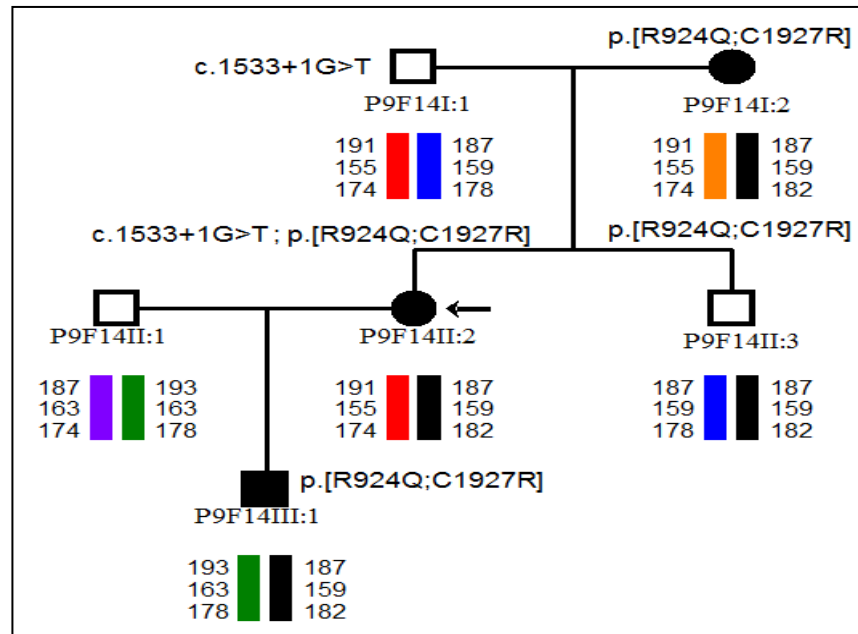 p.[R924Q;C1927R]
c.1533+1G>T
P9F14I:1 P9F14I:2
191 187 191 187
155 159 155 159
174 178 174 182
c.1533+1G>T; p.[R924Q;C1927R] p.[R924Q;C1927R]
P9F14II:1 P9F14II:2 P9F14II:3
187 193 191 187 187 187
163 163 155 159 159 159
174 178 174 182 178 182
p.[R924Q;C1927R]
P9F14III:1
193 187
163 159
178 182